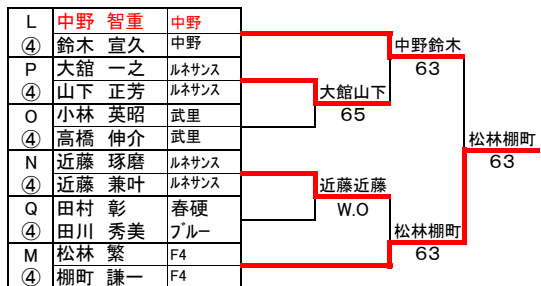 L 中野 智重 中野
④ 鈴木 宣久 中野
P 大舘 一之 ルネサンス
④ 山下 正芳 ルネサンス
O 小林 英昭 武里
④ 高橋 伸介 武里
N 近藤 琢磨 ルネサンス
④ 近藤 兼叶 ルネサンス
Q 田村 彰 春硬
④ 田川 秀美 ブルー
M 松林 繁 F4
④ 棚町 謙一 F4
大館山下
65
近藤近藤
W.O
中野鈴木
63
松林棚町
63
松林棚町
63